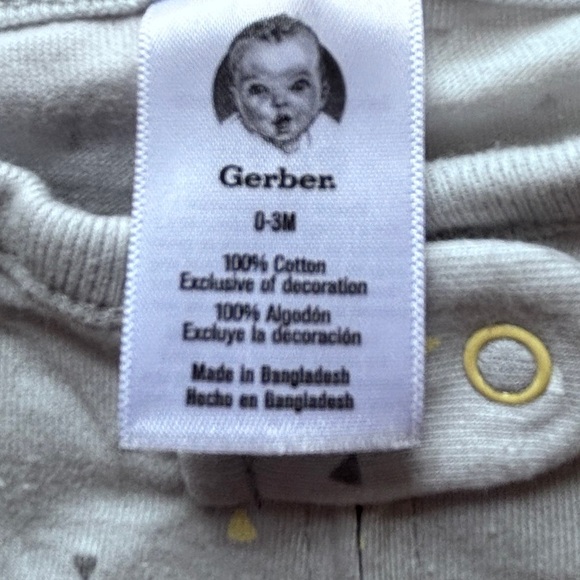 Gerber.
0-3M
100% Cotton
Exclusive of decoration
100% Algodón
Excluye la decoración
Made in Bangladesh
Hecho en Bangladesh